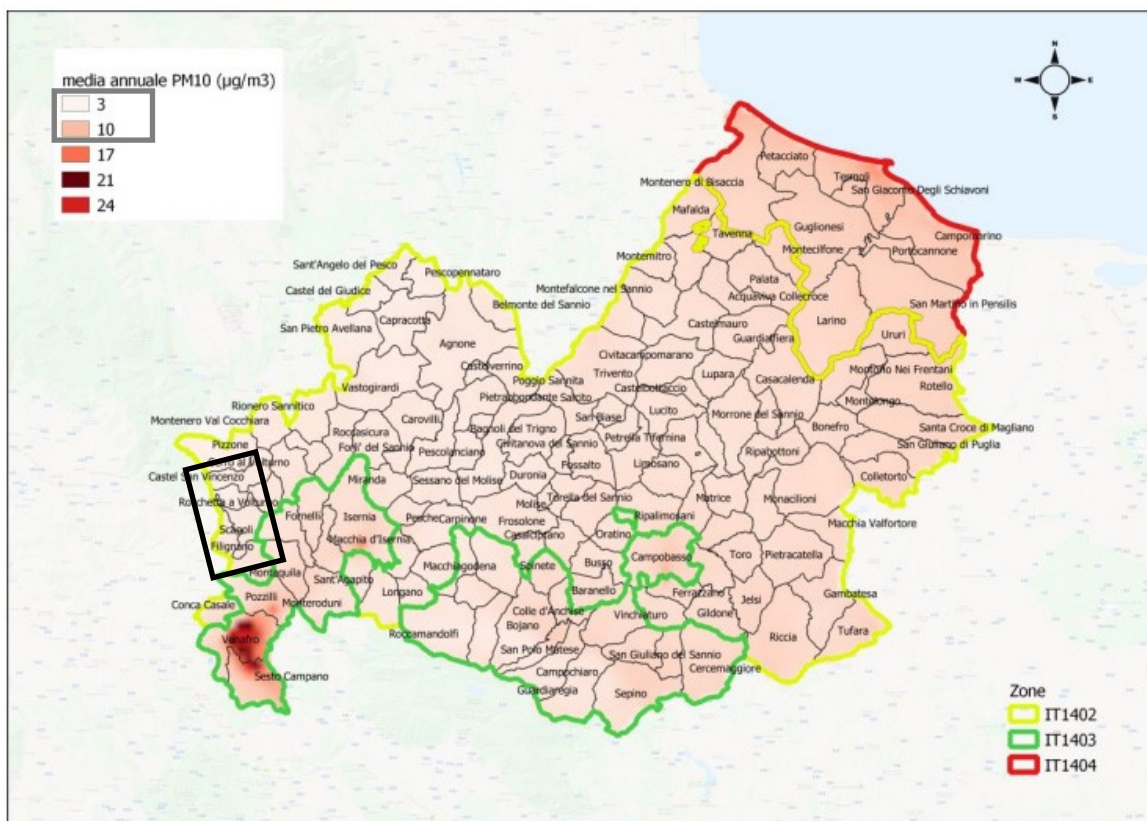 N
W E
S
media annuale PM10 (µg/m3)
3
10
17
21
24
Petacciato
Termoli
San Giacomo Degli Schiavoni
Montenero di Bisaccia
Mafalda
Guglionesi
Tavenna
Campomarino
Montecilfone
Portocannone
Montemitro
Sant'Angelo del Pesco
Pescopennataro
Palata
Castel del Giudice
Montefalcone nel Sannio
Acquaviva Collecroce
Belmonte del Sannio
San Martino in Pensilis
Capracotta
Larino
San Pietro Avellana
Castelmauro
Guardialfiera
Ururi
Agnone
Civitacampomarano
Castelverrino
Trivento
Lupara
Montorio Nei Frentani
Poggio Sannita
Casacalenda
Vastogirardi
Castelbottaccio
Rotello
Pietrabbondante
Salcito
Montelongo
Rionero Sannitico
Lucito
Montenero Val Cocchiara
Carovilli
San Biase
Morrone del Sannio
Roccasicura
Bagnoli del Trigno
Bonefro
Santa Croce di Magliano
Pizzone
Forli' del Sannio
Civitanova del Sannio
Petrella Tifernina
San Giuliano di Puglia
Pescolanciano
Ripabottoni
Cerro al Volturno
Fossalto
Limosano
Castel San Vincenzo
Miranda
Sessano del Molise
Duronia
Colletorto
Rocchetta a Volturno
Torella del Sannio
Matrice
Monacilioni
Molise
Fornelli
Isernia
Pesche
Carpinone
Frosolone
Ripalimosani
Macchia Valfortore
Scapoli
Casalciprano
Oratino
Filignano
Macchia d'Isernia
Campobasso
Toro
Pietracatella
Montaquila
Macchiagodena
Spinete
Busso
Sant'Agapito
Baranello
Ferrazzano
Gambatesa
Pozzilli
Longano
Jelsi
Conca Casale
Monteroduni
Colle d'Anchise
Vinchiaturo
Gildone
Roccamandolfi
Bojano
Tufara
Venafro
Riccia
San Polo Matese
San Giuliano del Sannio
Sesto Campano
Campochiaro
Cercemaggiore
Guardiaregia
Sepino
Zone
IT1402
IT1403
IT1404